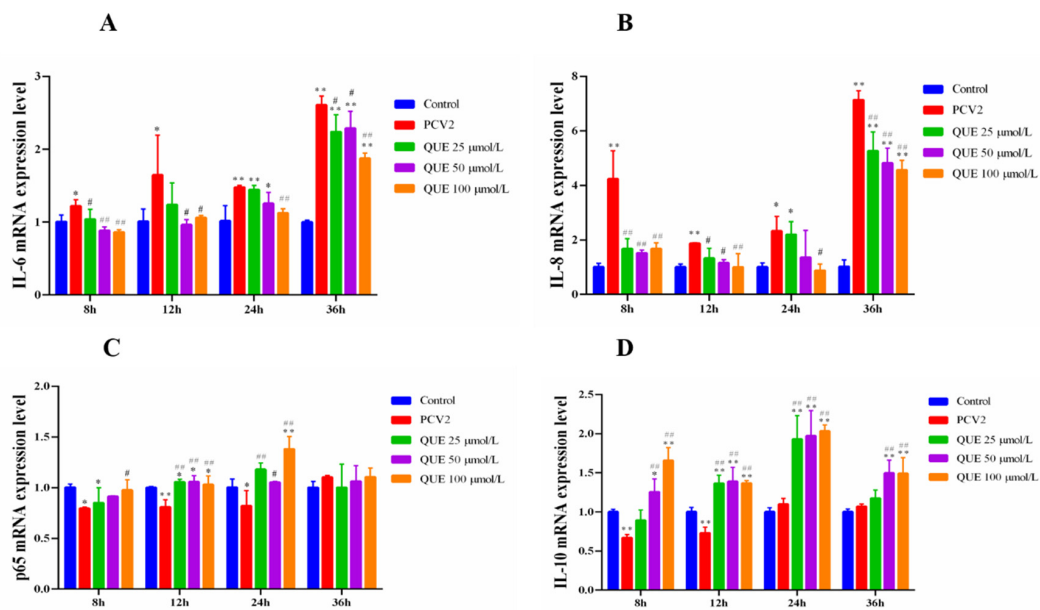 A
IL-6 mRNA expression level
3
2
1
0
* # ## ##
* # #
** ** * ##
** # ** # ** ## **
8h 12h 24h 36h
Control
PCV2
QUE 25 μmol/L
QUE 50 μmol/L
QUE 100 μmol/L
B
IL-8 mRNA expression level
8
6
4
2
0
** ## ## ##
** # # ##
* * #
** ## ** ## ** ## **
8h 12h 24h 36h
Control
PCV2
QUE 25 μmol/L
QUE 50 μmol/L
QUE 100 μmol/L
C
p65 mRNA expression level
2.0
1.5
1.0
0.5
0.0
* * #
** ## * ## * ## *
* ## # ## **
8h 12h 24h 36h
Control
PCV2
QUE 25 μmol/L
QUE 50 μmol/L
QUE 100 μmol/L
D
IL-10 mRNA expression level
2.5
2.0
1.5
1.0
0.5
0.0
** ## * ## **
** ## ** ## ** ## **
## ** ## ** ## **
## ** ## **
8h 12h 24h 36h
Control
PCV2
QUE 25 μmol/L
QUE 50 μmol/L
QUE 100 μmol/L